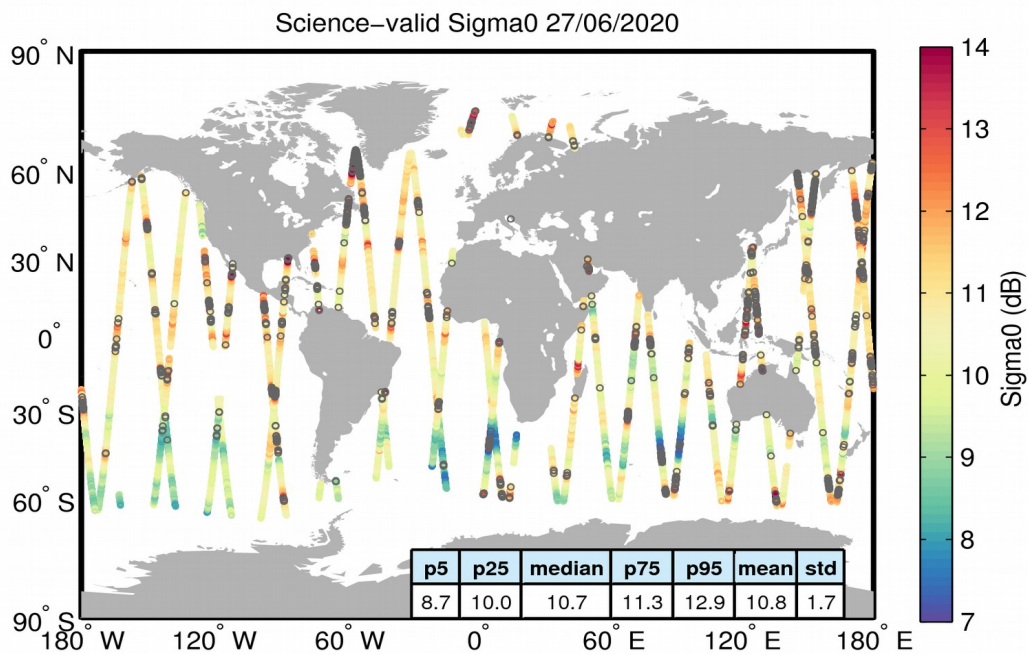 Science−valid Sigma0 27/06/2020
90° N
60° N
30° N
0°
30° S
60° S
90° S
180° W
120° W
60° W
0°
60° E
120° E
180° E
14
13
12
11
10
9
8
7
Sigma0 (dB)
p5 p25 median p75 p95 mean std
8.7 10.0 10.7 11.3 12.9 10.8 1.7